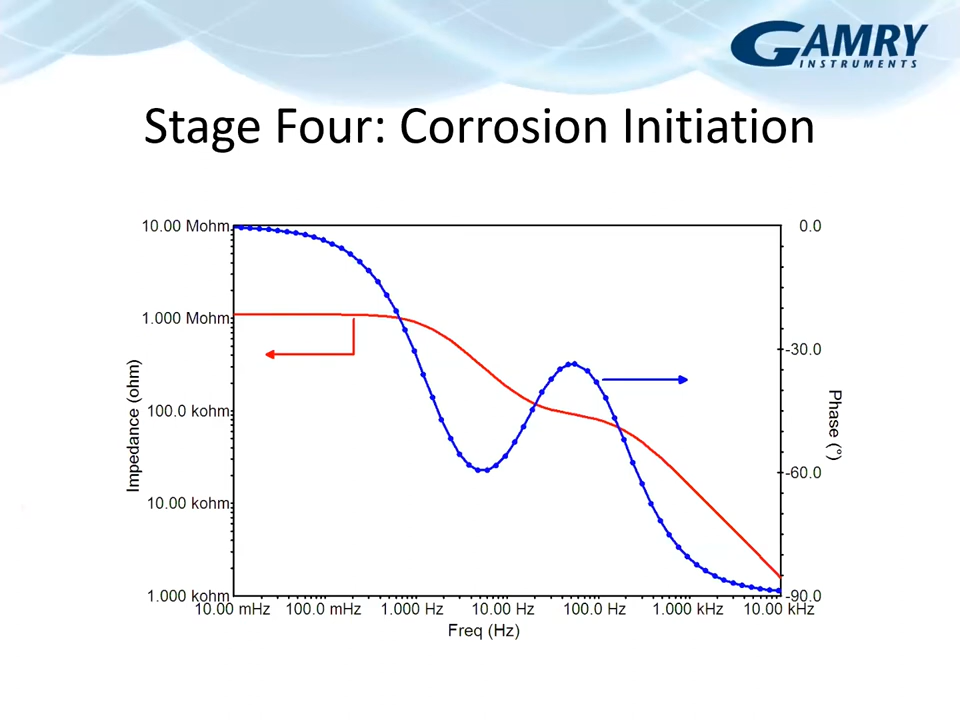 GAMRY
INSTRUMENTS
Stage Four: Corrosion Initiation
10.00 Mohm
1.000 Mohm
100.0 kohm
10.00 kohm
1.000 kohm
Impedance (ohm)
0.0
-30.0
-60.0
-90.0
Phase (°)
10.00 mHz 100.0 mHz 1.000 Hz 10.00 Hz 100.0 Hz 1.000 kHz 10.00 kHz
Freq (Hz)